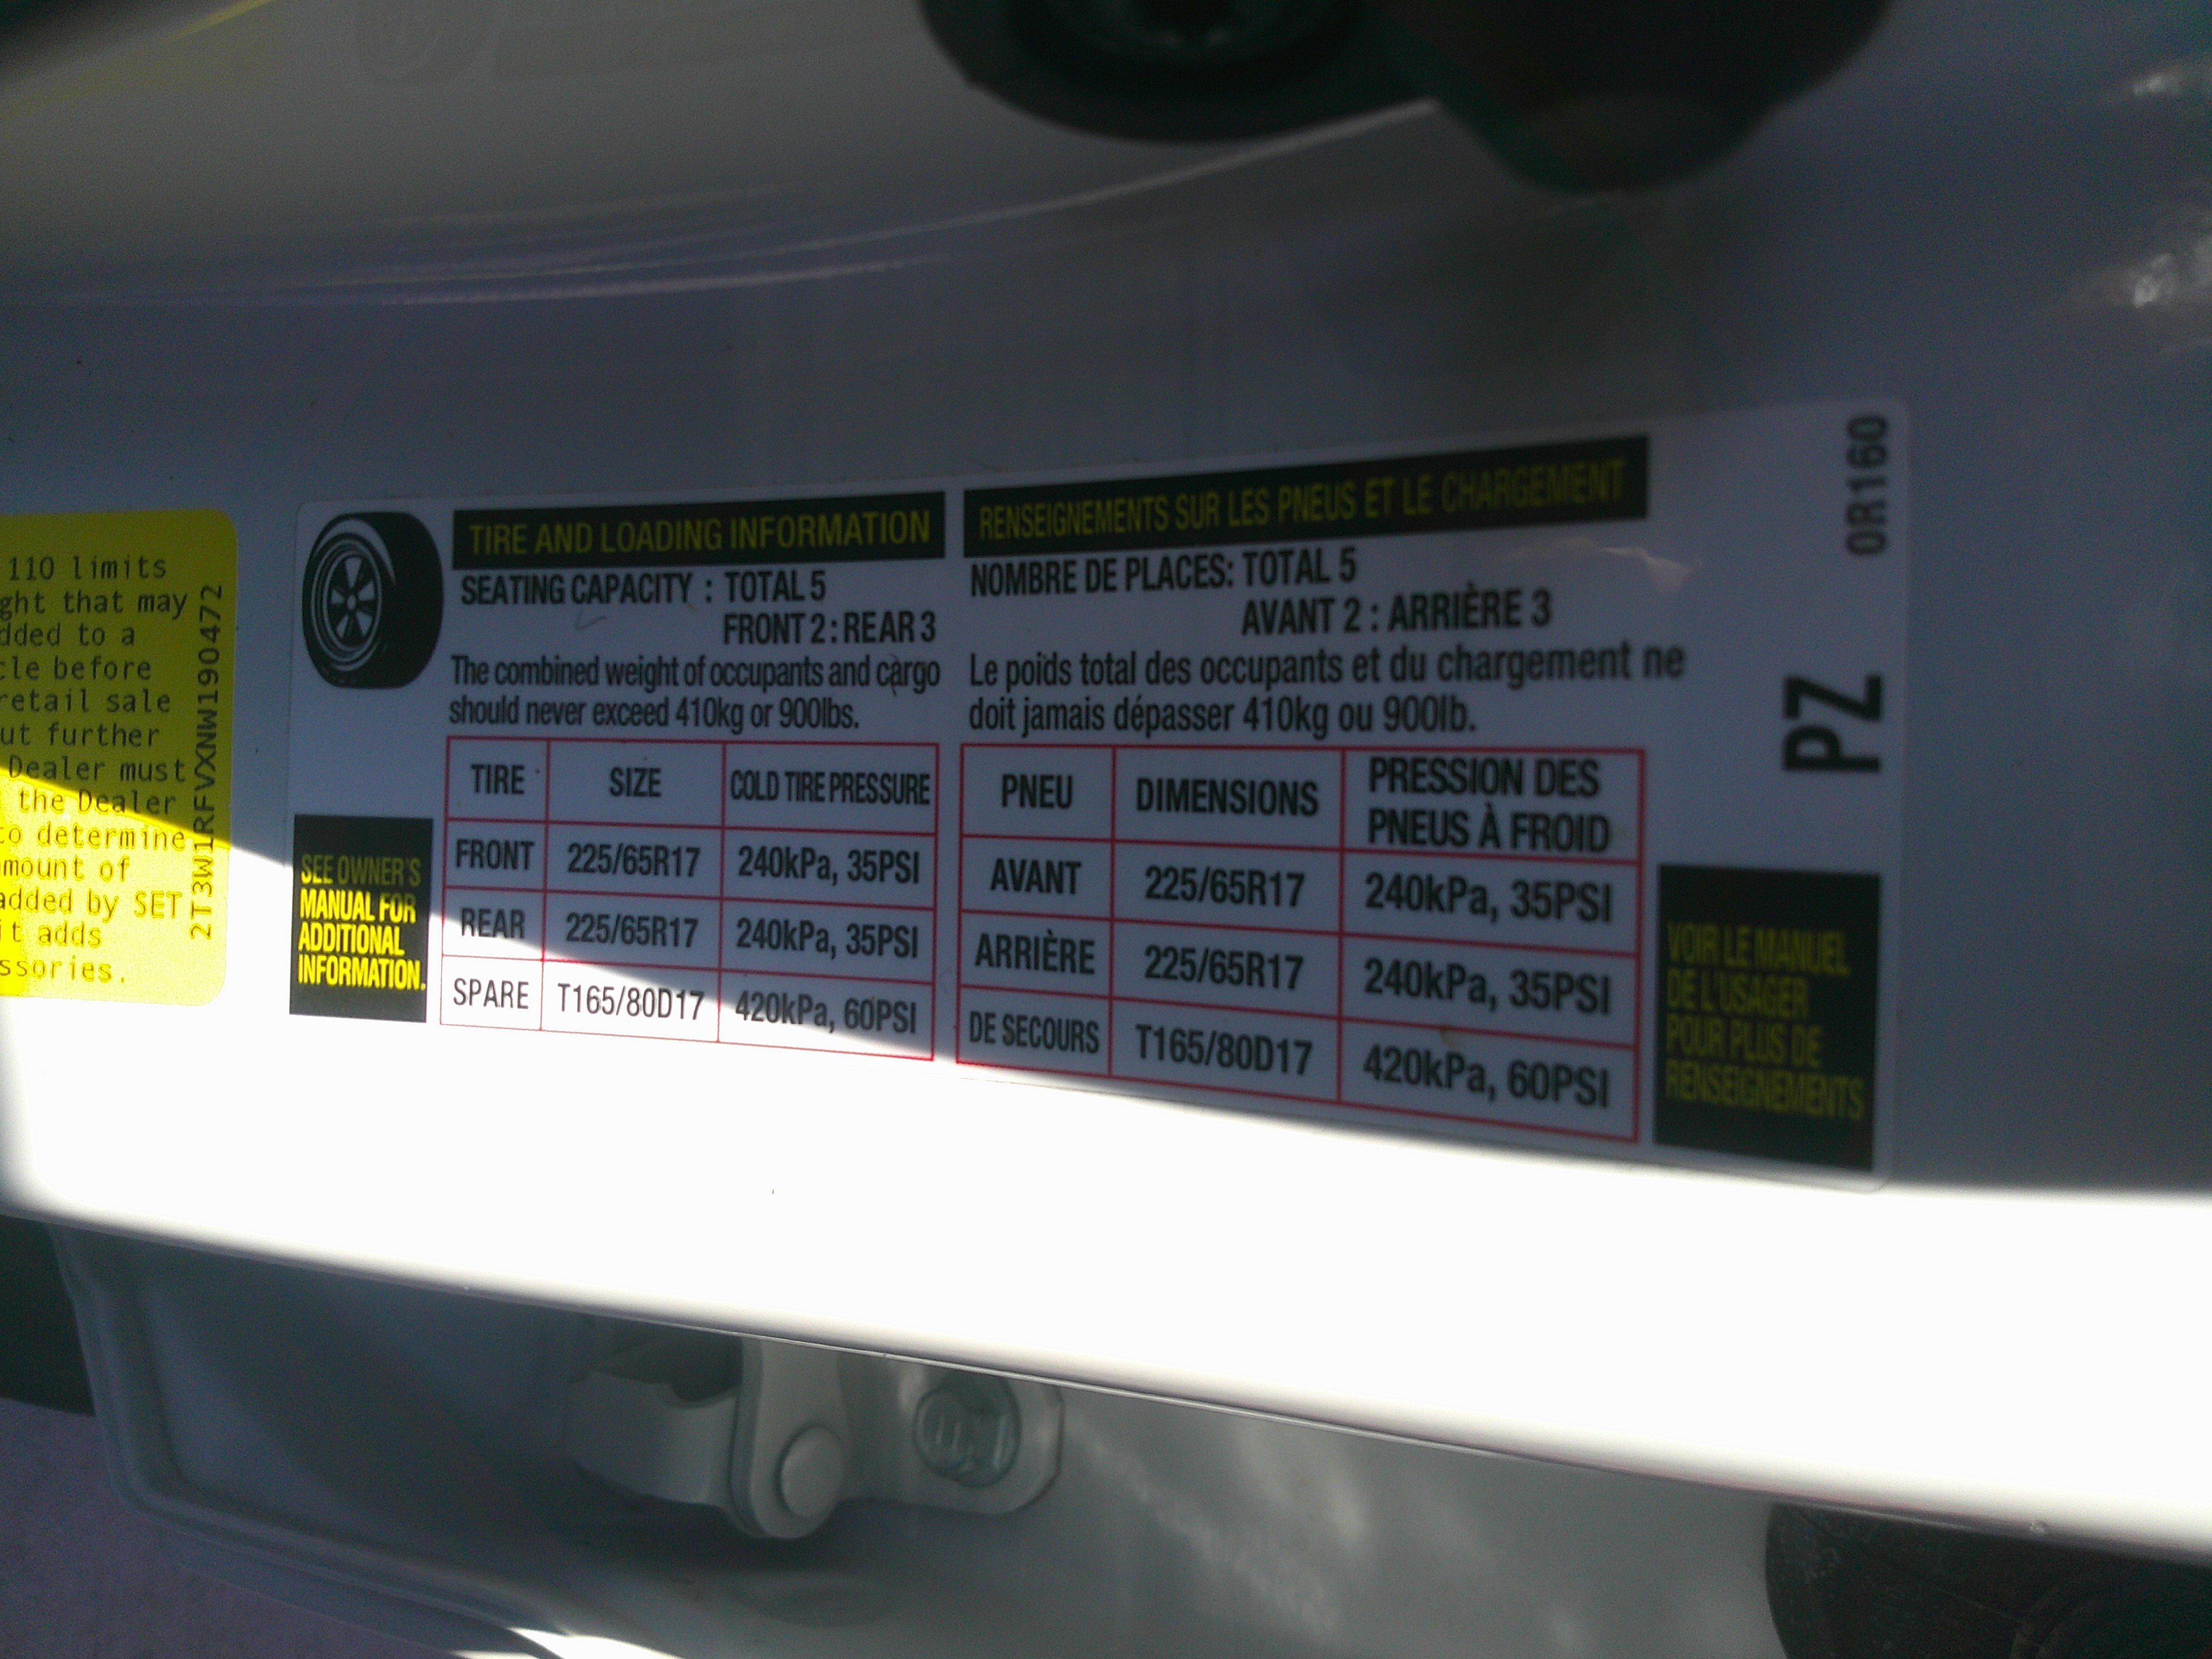 110 limits
ght that may
dded to a
cle before
retail sale
ut further
Dealer must
the Dealer
to determine
mount of
added by SET
it adds
ssories.
2T3W1RFVXNW190472
TIRE AND LOADING INFORMATION
SEATING CAPACITY : TOTAL 5
FRONT 2 : REAR 3
The combined weight of occupants and cargo
should never exceed 410kg or 900lbs.
TIRE SIZE COLD TIRE PRESSURE
FRONT 225/65R17 240kPa, 35PSI
REAR 225/65R17 240kPa, 35PSI
SPARE T165/80D17 420kPa, 60PSI
SEE OWNER'S
MANUAL FOR
ADDITIONAL
INFORMATION.
RENSEIGNEMENTS SUR LES PNEUS ET LE CHARGEMENT
NOMBRE DE PLACES: TOTAL 5
AVANT 2 : ARRIÈRE 3
Le poids total des occupants et du chargement ne
doit jamais dépasser 410kg ou 900lb.
PNEU DIMENSIONS PRESSION DES
PNEUS À FROID
AVANT 225/65R17 240kPa, 35PSI
ARRIÈRE 225/65R17 240kPa, 35PSI
DE SECOURS T165/80D17 420kPa, 60PSI
VOIR LE MANUEL
DE L'USAGER
POUR PLUS DE
RENSEIGNEMENTS
0R160
PZ